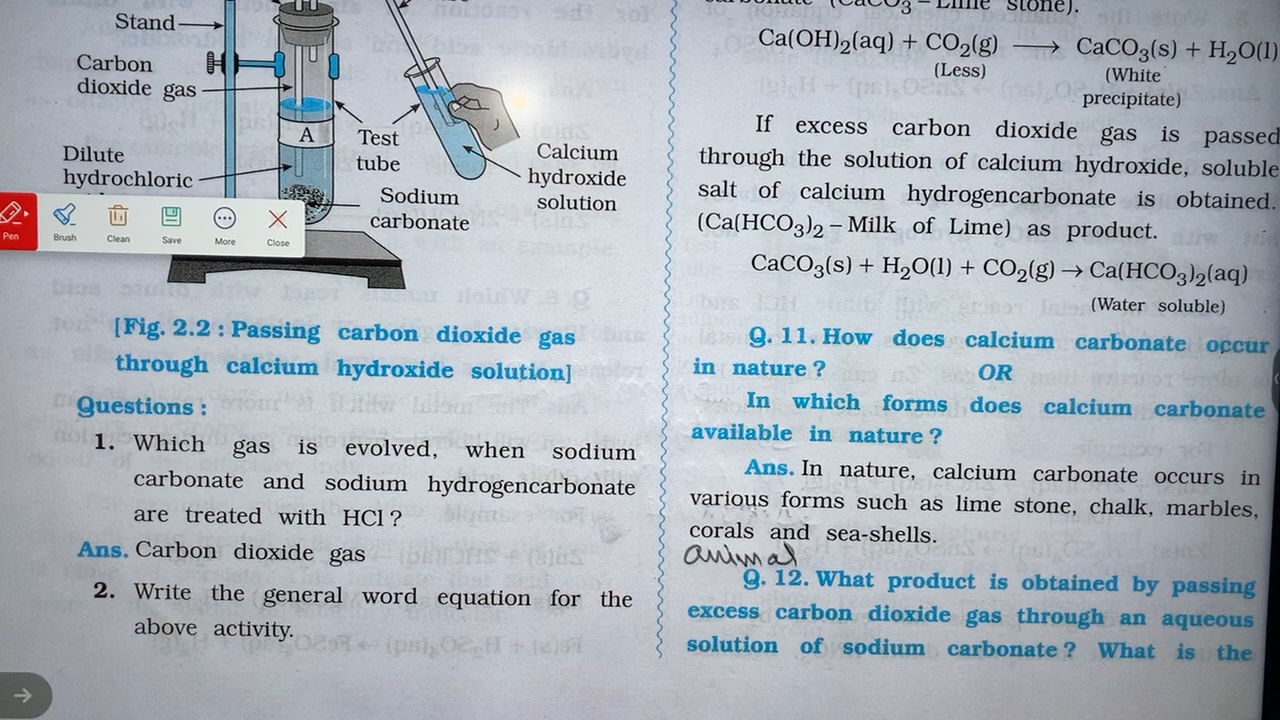 Stand
Carbon
dioxide gas
A
Test
tube
Dilute
hydrochloric
Calcium
hydroxide
solution
Sodium
carbonate
Pen
Brush
Clean
Save
More
Close
[Fig. 2.2 : Passing carbon dioxide gas
through calcium hydroxide solution]
Questions :
1. Which gas is evolved, when sodium
carbonate and sodium hydrogencarbonate
are treated with HCl ?
Ans. Carbon dioxide gas
2. Write the general word equation for the
above activity.
(CaCO₃ – Lime stone).
Ca(OH)₂(aq) + CO₂(g) ⟶ CaCO₃(s) + H₂O(l)
(Less) (White
precipitate)
If excess carbon dioxide gas is passed
through the solution of calcium hydroxide, soluble
salt of calcium hydrogencarbonate is obtained.
(Ca(HCO₃)₂ – Milk of Lime) as product.
CaCO₃(s) + H₂O(l) + CO₂(g) → Ca(HCO₃)₂(aq)
(Water soluble)
Q. 11. How does calcium carbonate occur
in nature ? OR
In which forms does calcium carbonate
available in nature ?
Ans. In nature, calcium carbonate occurs in
various forms such as lime stone, chalk, marbles,
corals and sea-shells.
animal
Q. 12. What product is obtained by passing
excess carbon dioxide gas through an aqueous
solution of sodium carbonate ? What is the